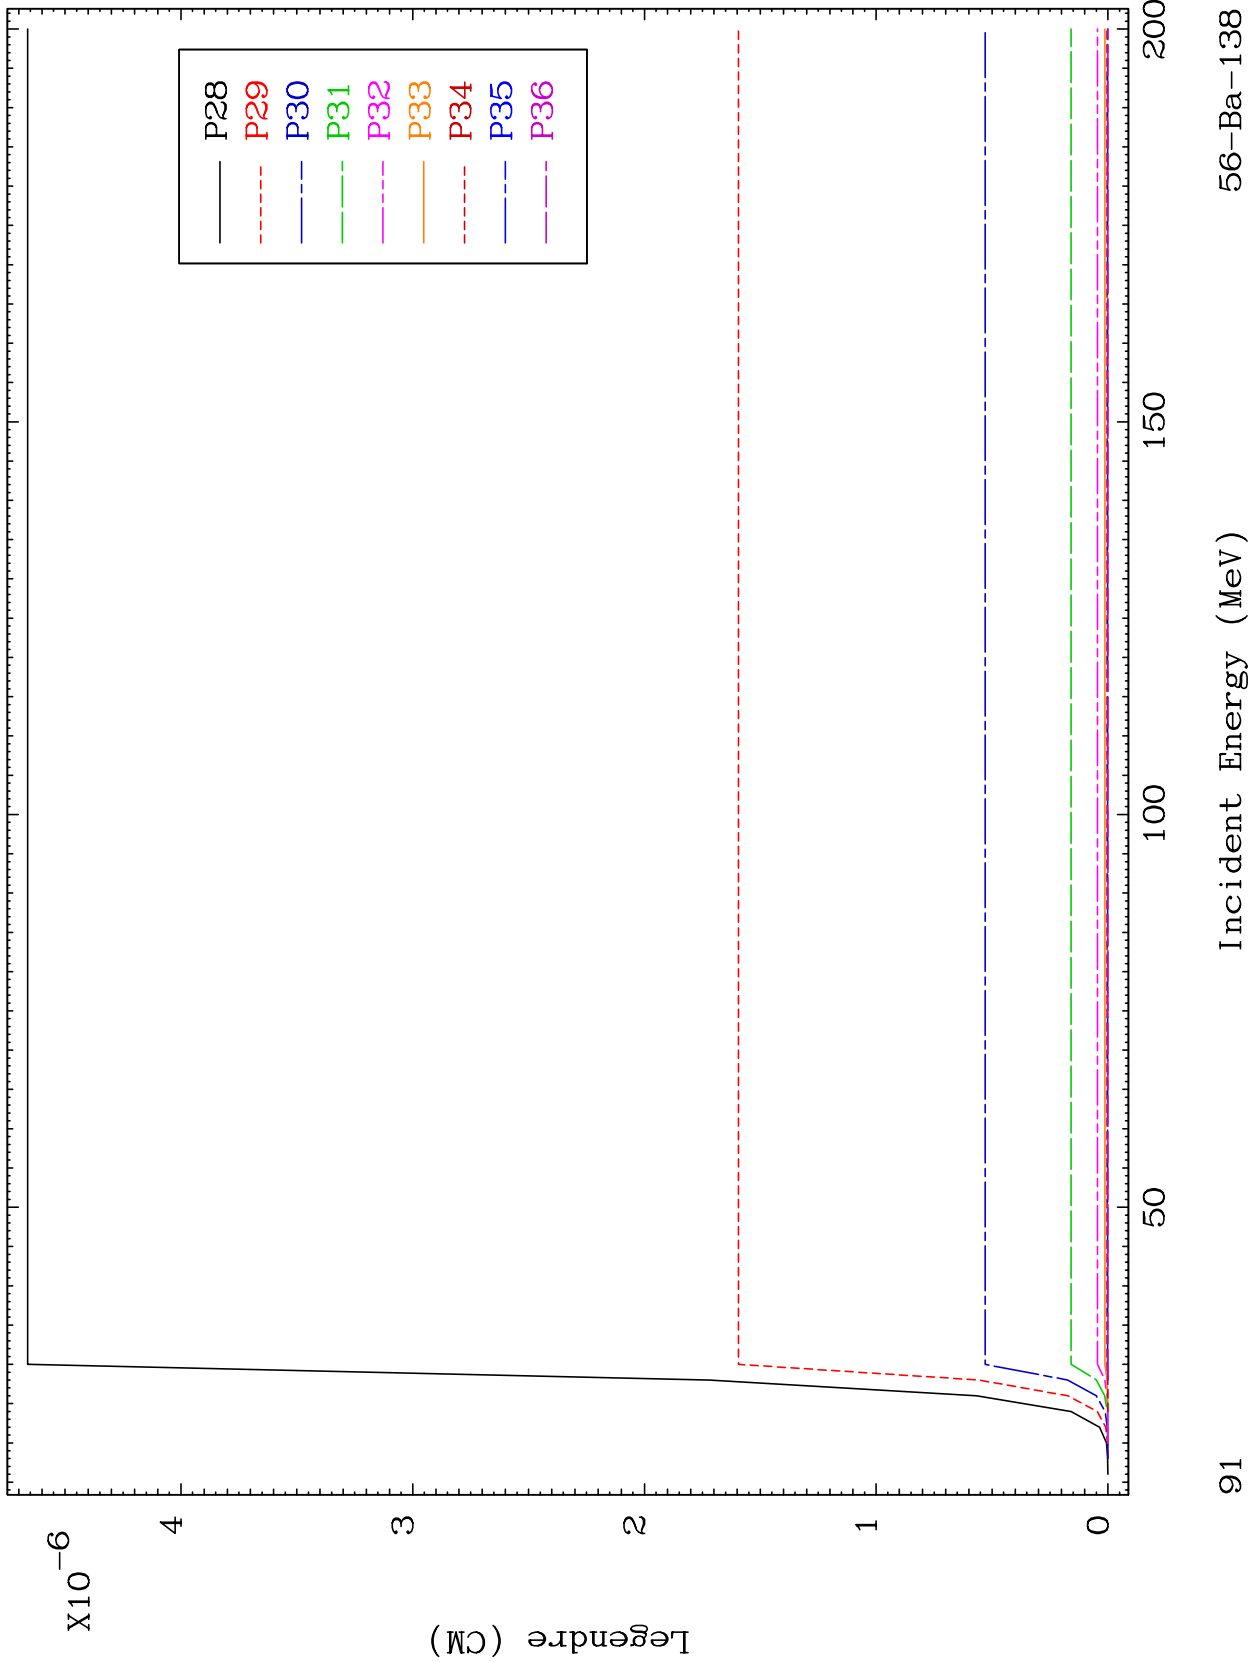 X10-6
4
3
2
1
0
Legendre (CM)
P28
P29
P30
P31
P32
P33
P34
P35
P36
50
100
150
200
Incident Energy (MeV)
91
56-Ba-138